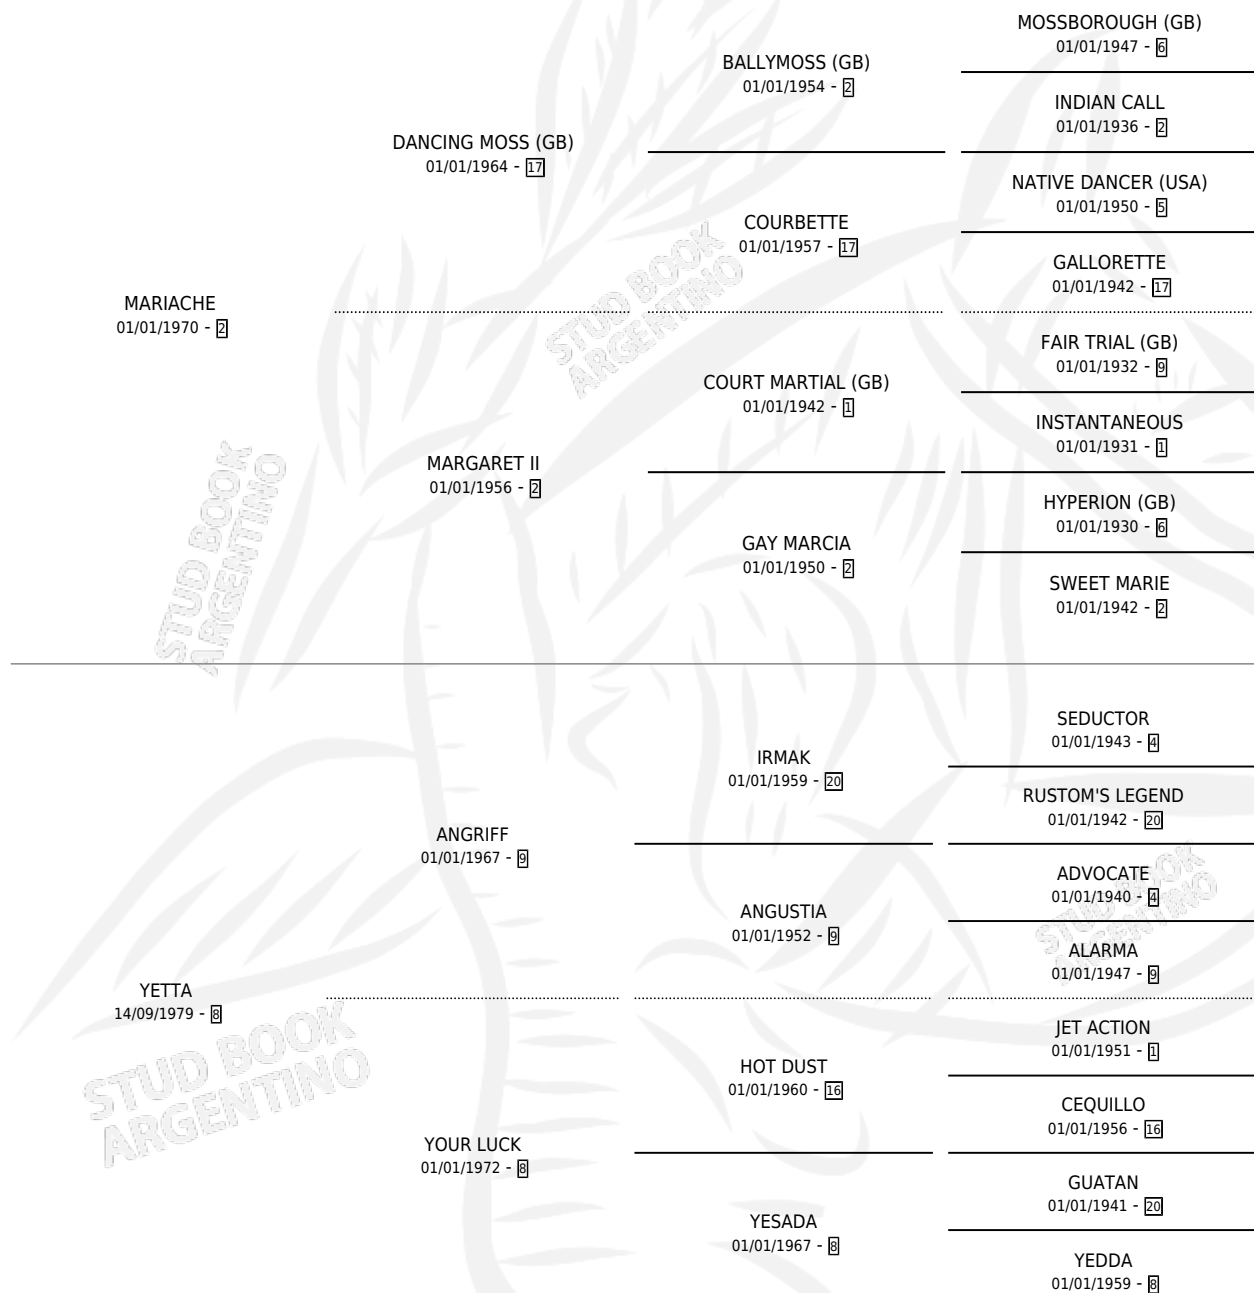 MOSSBOROUGH (GB)
01/01/1947 - 6
BALLYMOSS (GB)
01/01/1954 - 2
INDIAN CALL
01/01/1936 - 2
DANCING MOSS (GB)
01/01/1964 - 17
NATIVE DANCER (USA)
01/01/1950 - 5
COURBETTE
01/01/1957 - 17
GALLORETTE
01/01/1942 - 17
MARIACHE
01/01/1970 - 2
FAIR TRIAL (GB)
01/01/1932 - 9
COURT MARTIAL (GB)
01/01/1942 - 1
INSTANTANEOUS
01/01/1931 - 1
MARGARET II
01/01/1956 - 2
HYPERION (GB)
01/01/1930 - 6
GAY MARCIA
01/01/1950 - 2
SWEET MARIE
01/01/1942 - 2
SEDUCTOR
01/01/1943 - 4
IRMAK
01/01/1959 - 20
RUSTOM'S LEGEND
01/01/1942 - 20
ANGRIFF
01/01/1967 - 9
ADVOCATE
01/01/1940 - 4
ANGUSTIA
01/01/1952 - 9
ALARMA
01/01/1947 - 9
YETTA
14/09/1979 - 8
JET ACTION
01/01/1951 - 1
HOT DUST
01/01/1960 - 16
CEQUILLO
01/01/1956 - 16
YOUR LUCK
01/01/1972 - 8
GUATAN
01/01/1941 - 20
YESADA
01/01/1967 - 8
YEDDA
01/01/1959 - 8
STUD BOOK
ARGENTINO
STUD BOOK
ARGENTINO
STUD BOOK
ARGENTINO
STUD BOOK
ARGENTINO